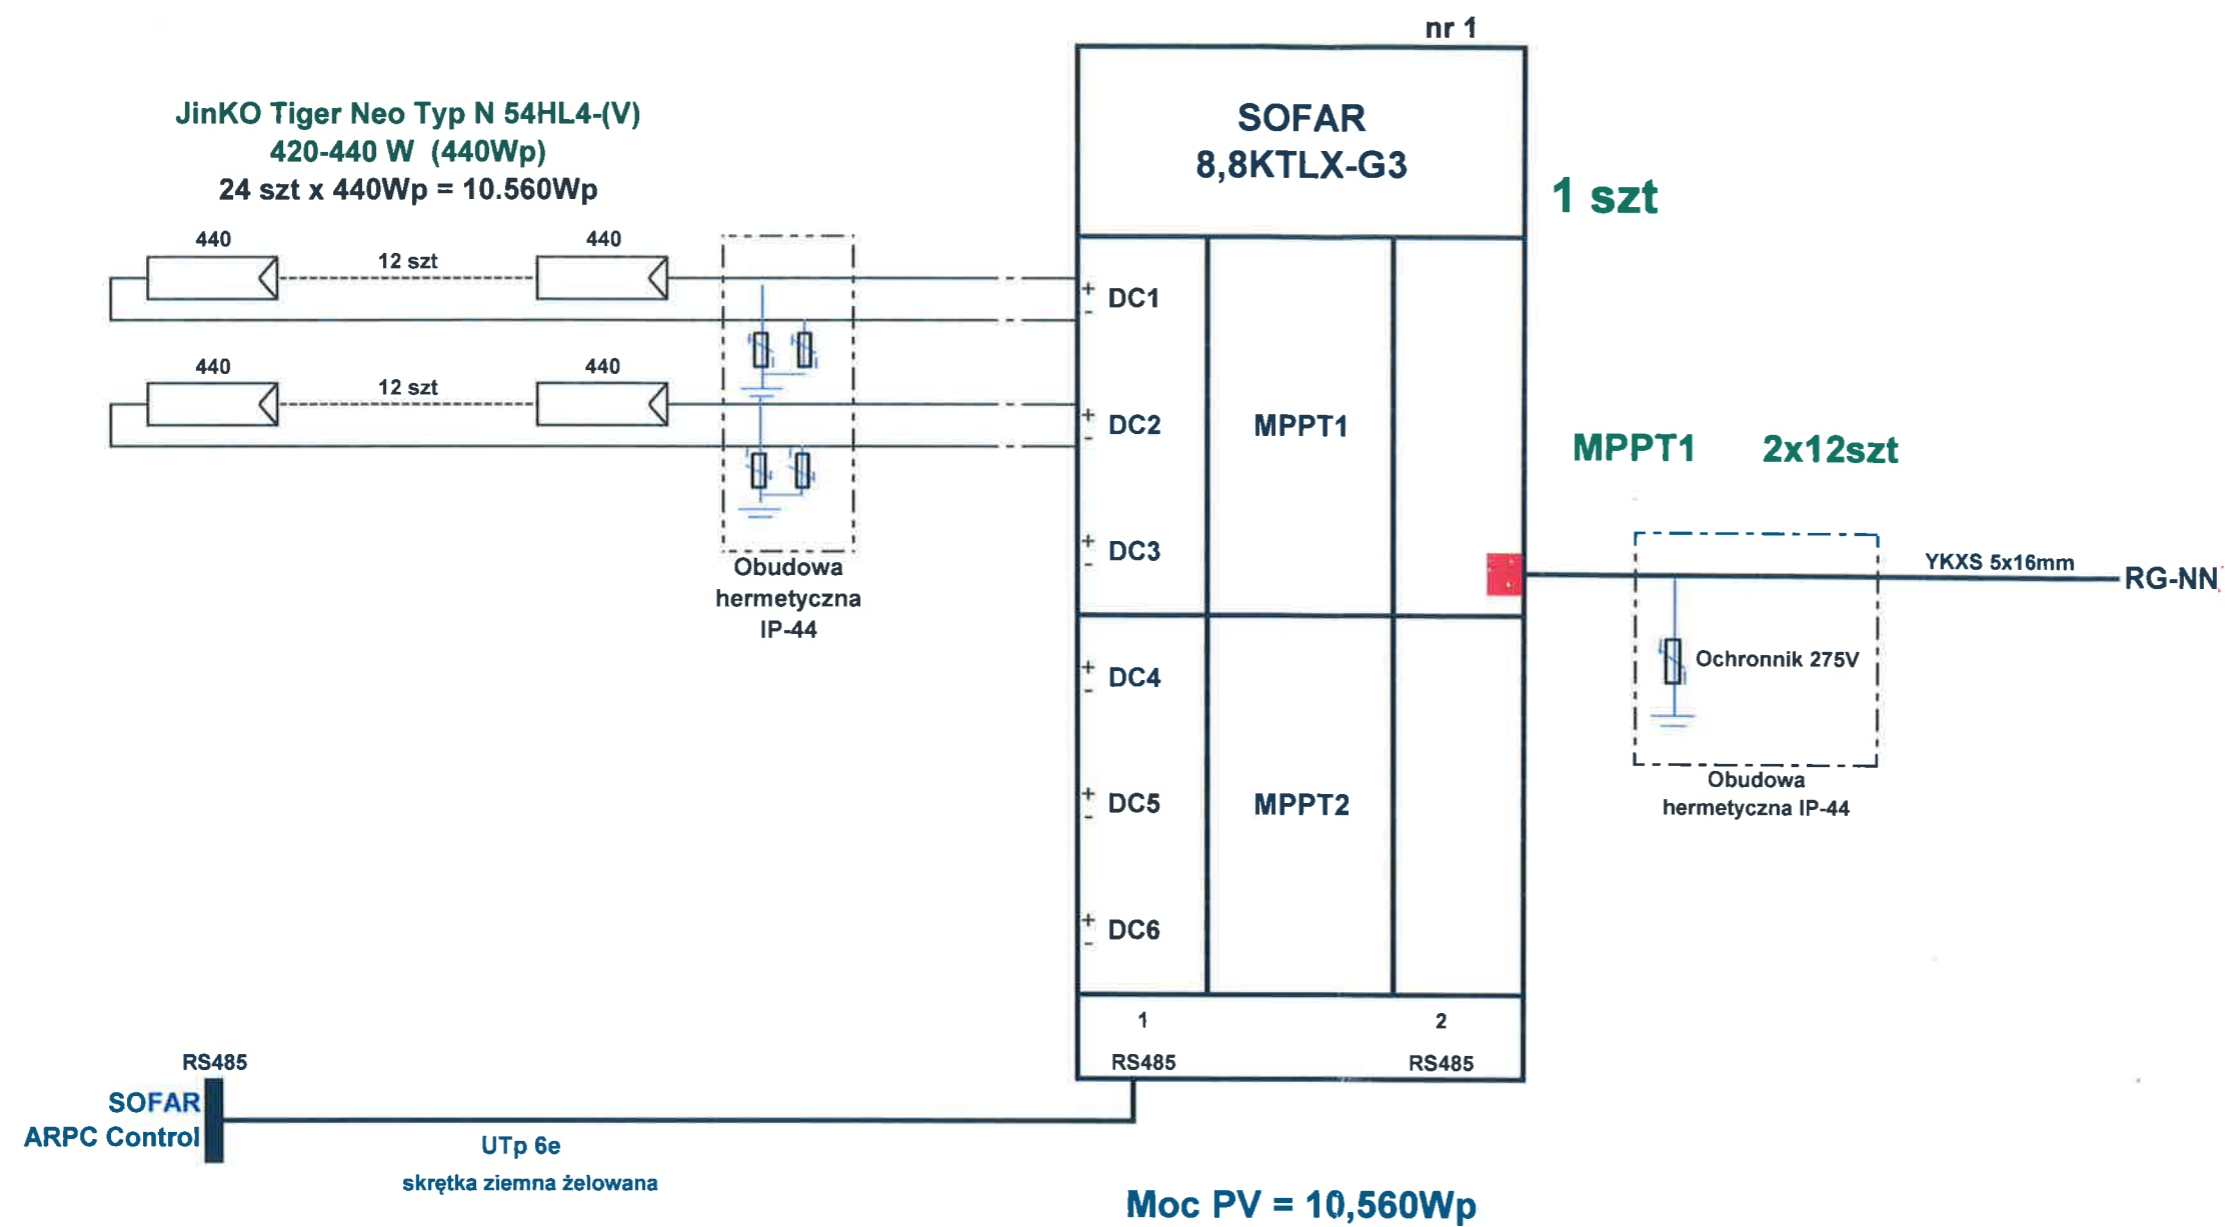 nr 1
JinKO Tiger Neo Typ N 54HL4-(V)
420-440 W (440Wp)
24 szt x 440Wp = 10.560Wp
SOFAR
8,8KTLX-G3
1 szt
440
12 szt
440
+
-
DC1
440
12 szt
440
+
-
DC2
MPPT1
MPPT1 2x12szt
+
-
DC3
Obudowa
hermetyczna
IP-44
YKXS 5x16mm
RG-NN
Ochronnik 275V
Obudowa
hermetyczna IP-44
+
-
DC4
+
-
DC5
MPPT2
+
-
DC6
1
2
RS485
RS485
RS485
SOFAR
ARPC Control
UTp 6e
skrętka ziemna żelowana
Moc PV = 10,560Wp